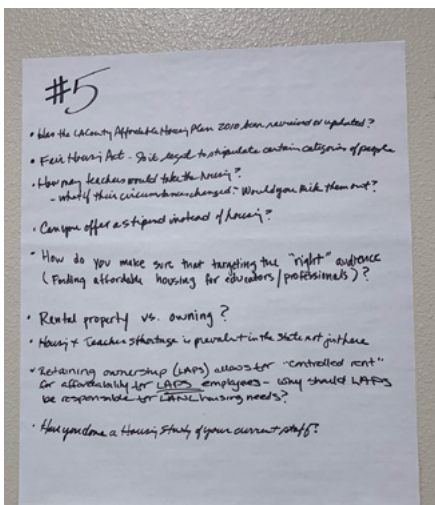 #5
• Has the LA County Affordable Housing Plan 2010 been reviewed or updated?
• Fair Housing Act - Is it legal to stipulate certain categories of people
• How many teachers would take the housing?
- what if their circumstances changed? Would you kick them out?
• Can you offer a stipend instead of housing?
• How do you make sure that targeting the "right" audience
(Finding affordable housing for educators/professionals)?
• Rental property vs. owning?
• Housing + Teacher Shortage is prevalent in the State not just here
• Retaining ownership (LAPS) allows for "controlled rent"
for affordability for LAPS employees - why should LAPS
be responsible for LANL housing needs?
• Have you done a Housing Study of your current staff?